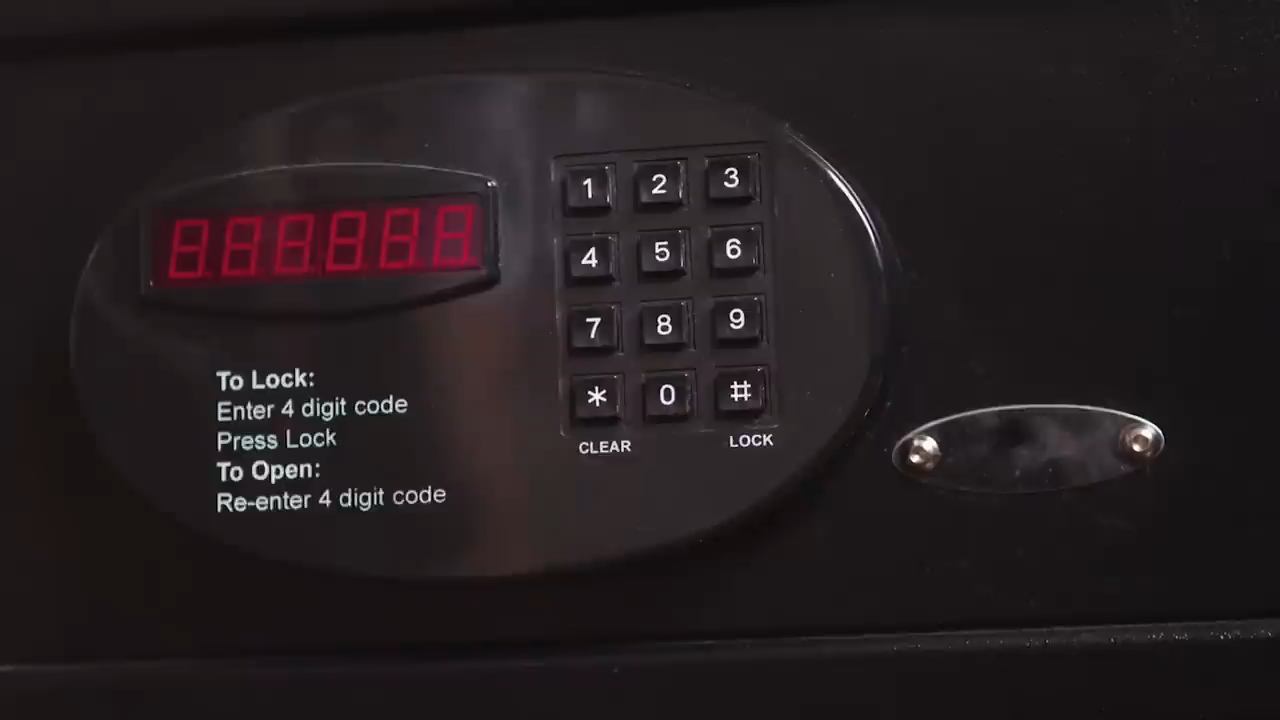 888888
1 2 3
4 5 6
7 8 9
* 0 #
CLEAR LOCK
To Lock:
Enter 4 digit code
Press Lock
To Open:
Re-enter 4 digit code